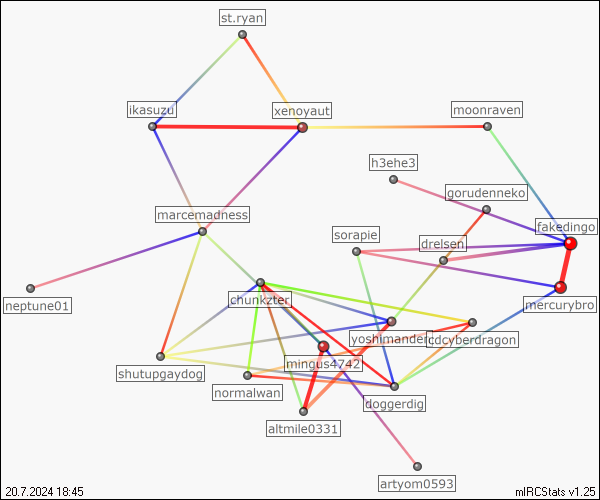 st.ryan
ikasuzu
xenoyaut
moonraven
h3ehe3
gorudenneko
marcemadness
fakedingo
sorapie
drelsen
neptune01
chunkzter
mercurybro
yoshimander
cdcyberdragon
mingus4742
shutupgaydog
normalwan
doggerdig
altmile0331
artyom0593
20.7.2024 18:45
mIRCStats v1.25